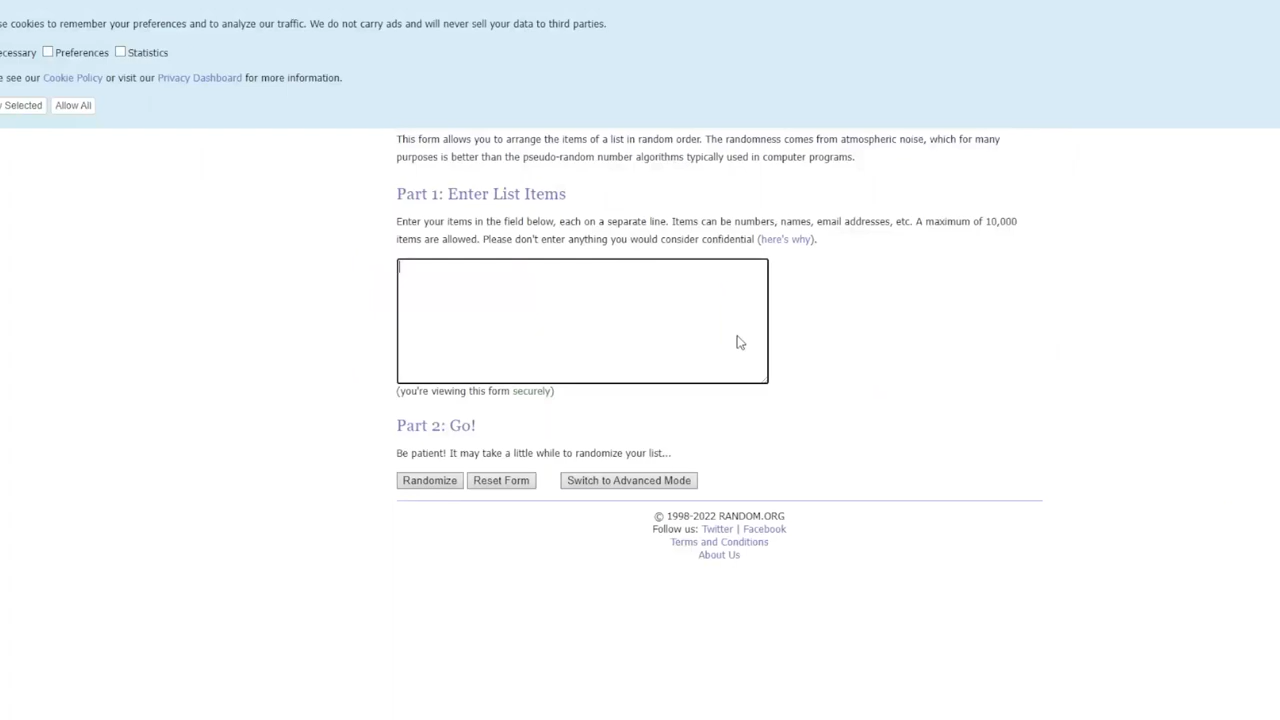 se cookies to remember your preferences and to analyze our traffic. We do not carry ads and will never sell your data to third parties.
ecessary Preferences Statistics
e see our Cookie Policy or visit our Privacy Dashboard for more information.
y Selected Allow All
This form allows you to arrange the items of a list in random order. The randomness comes from atmospheric noise, which for many
purposes is better than the pseudo-random number algorithms typically used in computer programs.
Part 1: Enter List Items
Enter your items in the field below, each on a separate line. Items can be numbers, names, email addresses, etc. A maximum of 10,000
items are allowed. Please don't enter anything you would consider confidential (here's why).
(you're viewing this form securely)
Part 2: Go!
Be patient! It may take a little while to randomize your list...
Randomize Reset Form Switch to Advanced Mode
© 1998-2022 RANDOM.ORG
Follow us: Twitter | Facebook
Terms and Conditions
About Us